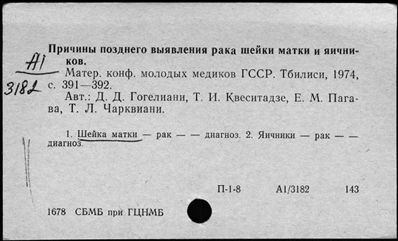 Причины позднего выявления рака шейки матки и яични-
ков.
А1
3182
Матер. конф. молодых медиков ГССР. Тбилиси, 1974,
с. 391—392.
Авт.: Д. Д. Гогелиани, Т. И. Квеситадзе, Е. М. Пага-
ва, Т. Л. Чарквиани.
1. Шейка матки — рак — — диагноз. 2. Яичники — рак — —
диагноз.
П-1-8 А1/3182 143
1678 СБМБ при ГЦНМБ